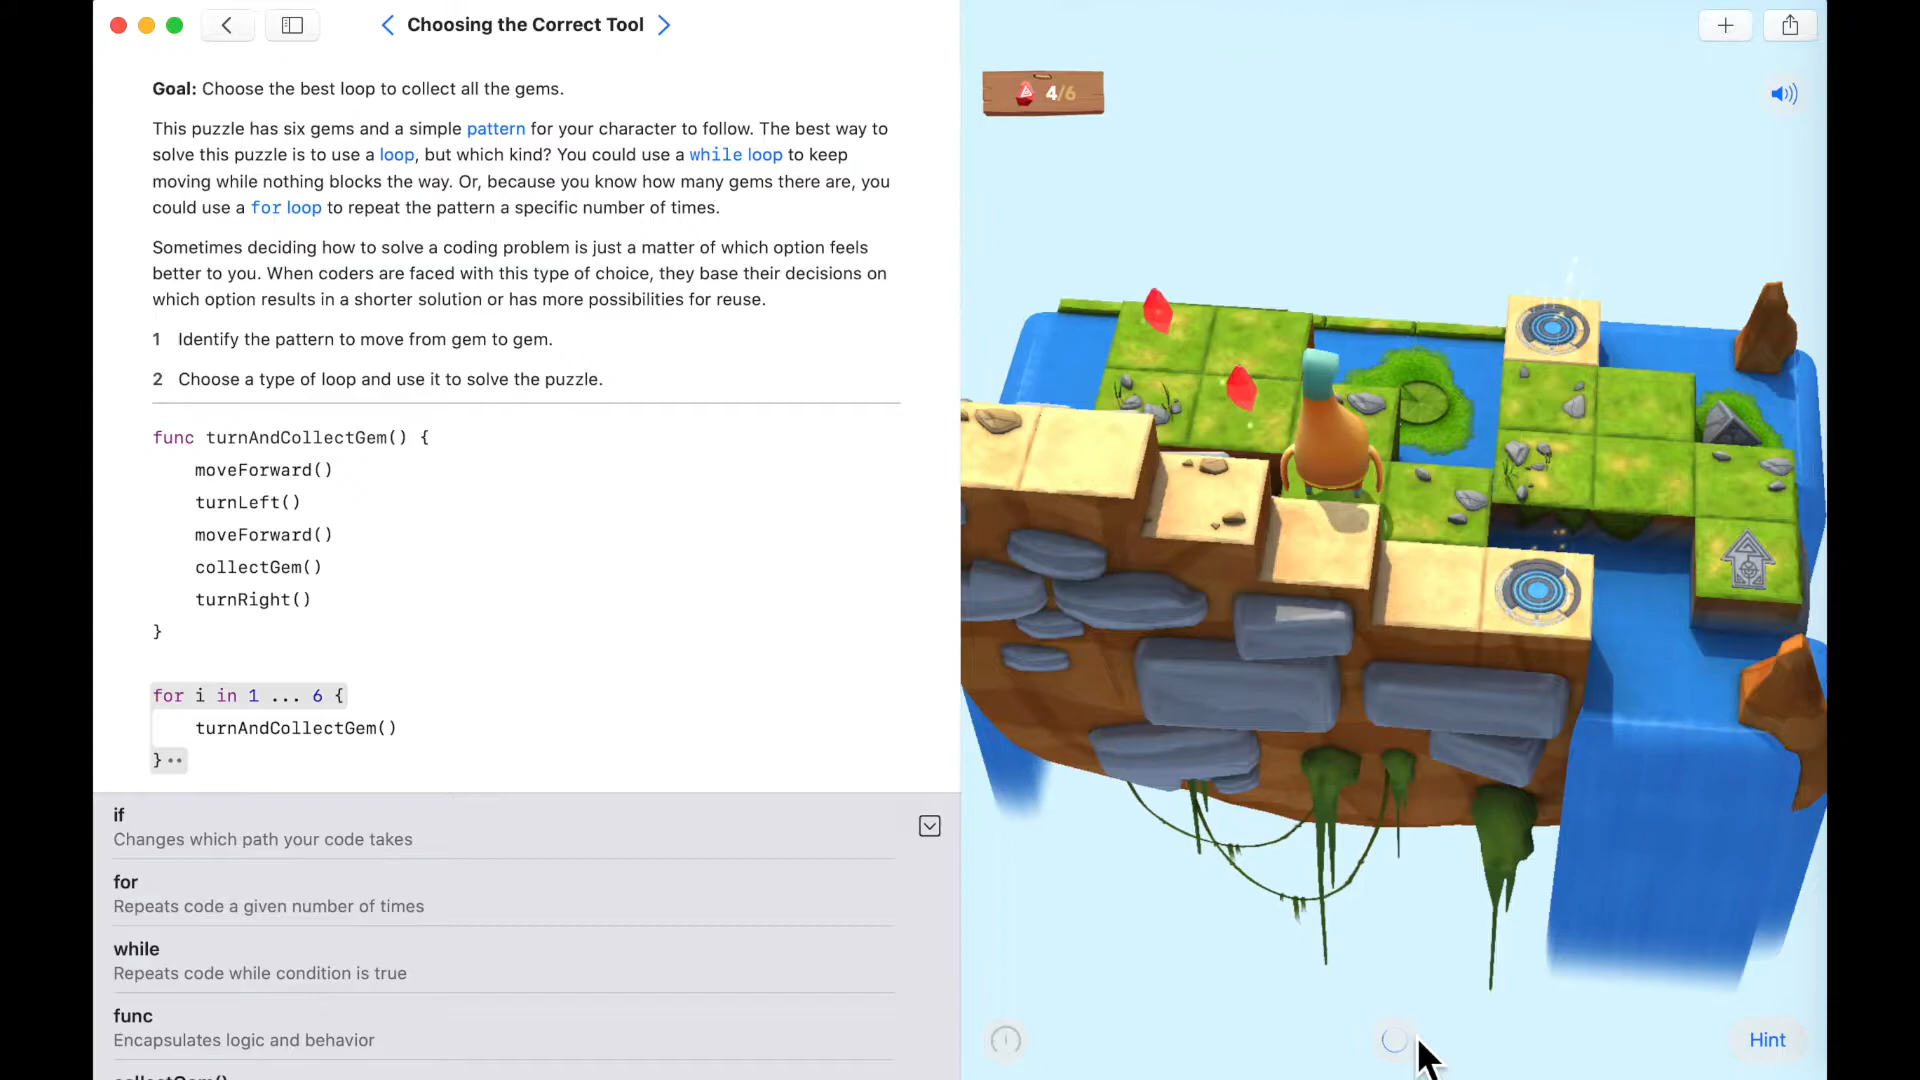 Choosing the Correct Tool
Goal: Choose the best loop to collect all the gems.
This puzzle has six gems and a simple pattern for your character to follow. The best way to
solve this puzzle is to use a loop, but which kind? You could use a while loop to keep
moving while nothing blocks the way. Or, because you know how many gems there are, you
could use a for loop to repeat the pattern a specific number of times.
Sometimes deciding how to solve a coding problem is just a matter of which option feels
better to you. When coders are faced with this type of choice, they base their decisions on
which option results in a shorter solution or has more possibilities for reuse.
1 Identify the pattern to move from gem to gem.
2 Choose a type of loop and use it to solve the puzzle.
func turnAndCollectGem() {
moveForward()
turnLeft()
moveForward()
collectGem()
turnRight()
}
for i in 1 ... 6 {
turnAndCollectGem()
}
if
Changes which path your code takes
for
Repeats code a given number of times
while
Repeats code while condition is true
func
Encapsulates logic and behavior
collectGem()
4/6
Hint